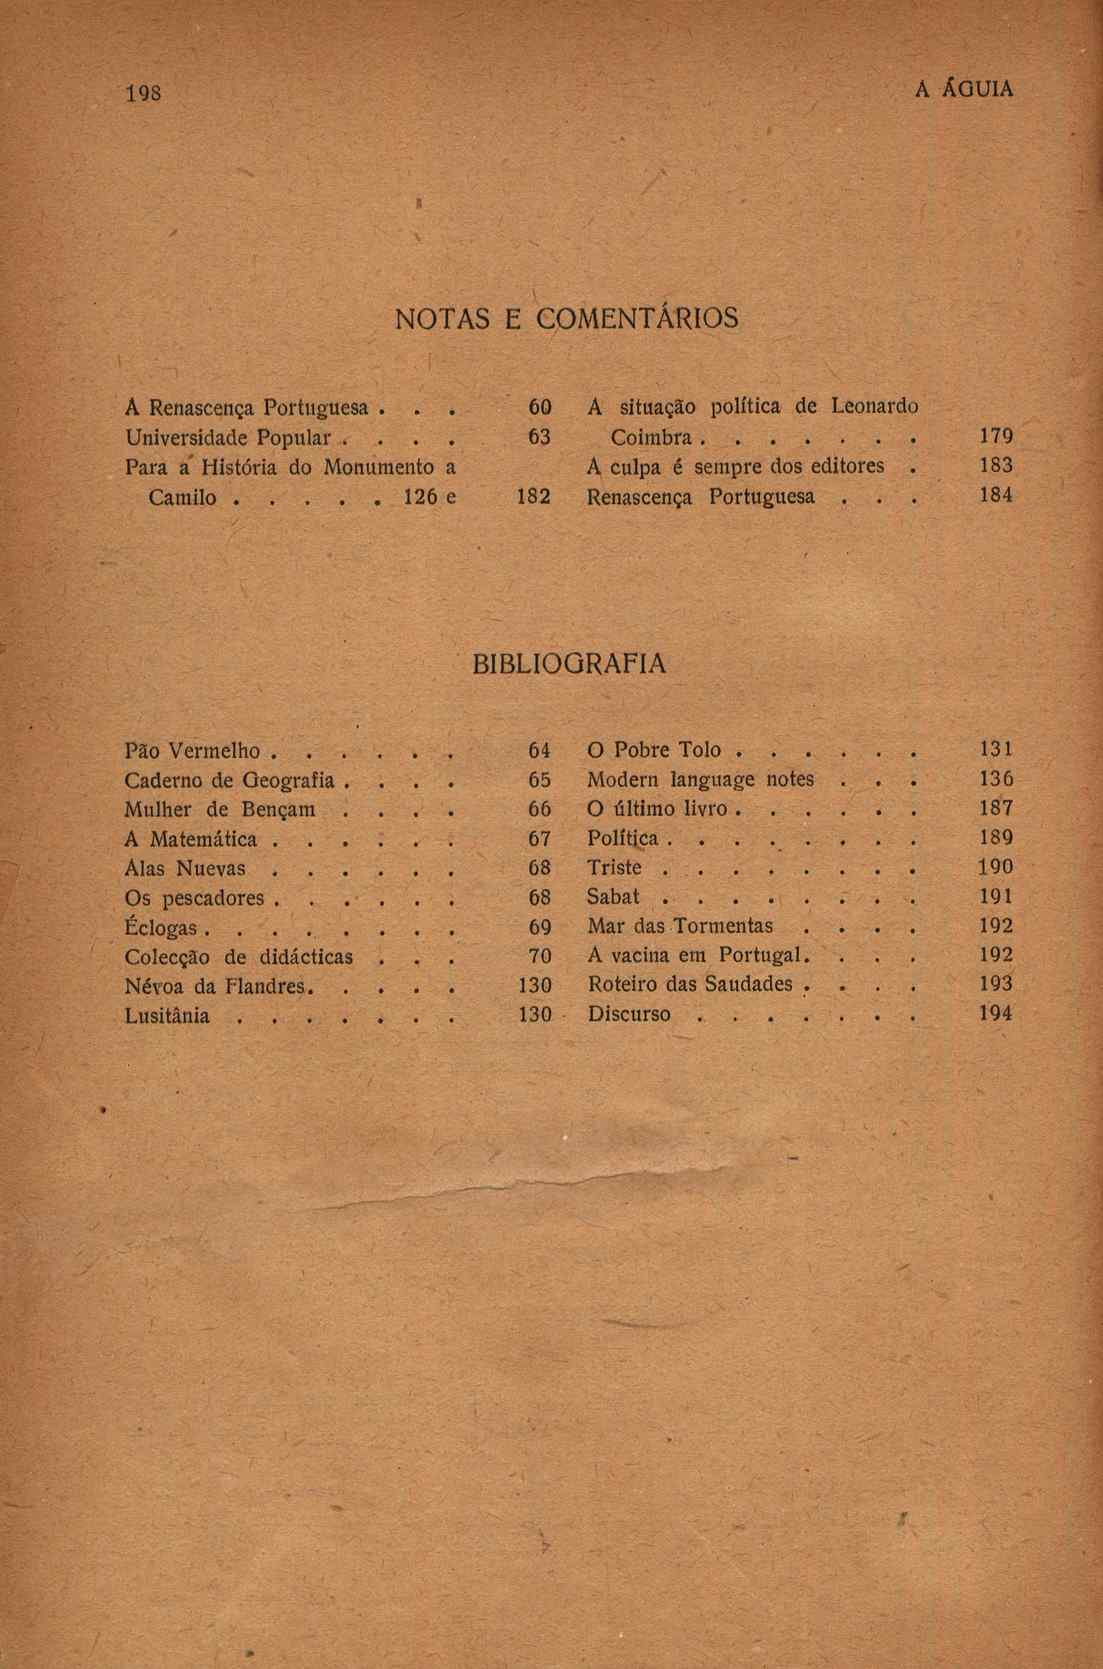 198
A ÁGUIA
NOTAS E COMENTÁRIOS
A Renascença Portuguesa . . . 60
Universidade Popular . . . . 63
Para a História do Monumento a
Camilo . . . . . 126 e 182
A situação política de Leonardo
Coimbra . . . . . . . 179
A culpa é sempre dos editores . 183
Renascença Portuguesa . . . 184
BIBLIOGRAFIA
Pão Vermelho . . . . . . 64
Caderno de Geografia . . . . 65
Mulher de Bençam . . . . 66
A Matemática . . . . . . 67
Alas Nuevas . . . . . . 68
Os pescadores . . . . . . 68
Éclogas . . . . . . . . 69
Colecção de didácticas . . . 70
Névoa da Flandres . . . . . 130
Lusitânia . . . . . . . 130
O Pobre Tolo . . . . . . 131
Modern language notes . . . 136
O último livro . . . . . . 187
Política . . . . . . . . 189
Triste . . . . . . . . 190
Sabat . . . . . . . . 191
Mar das Tormentas . . . . 192
A vacina em Portugal . . . . 192
Roteiro das Saudades . . . . 193
Discurso . . . . . . . 194